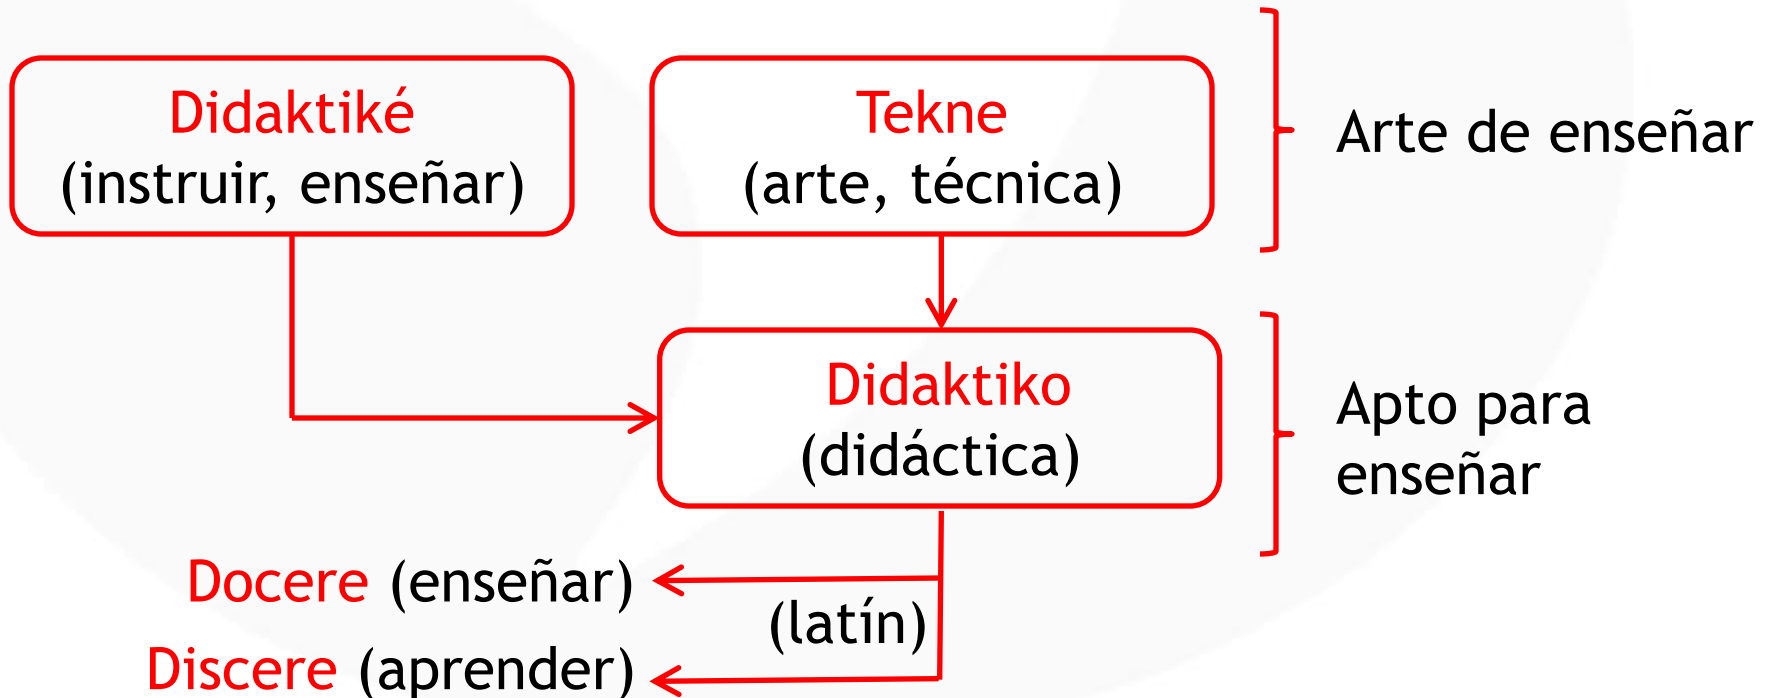 Didaktiké
(instruir, enseñar)
Tekne
(arte, técnica)
Arte de enseñar
Didaktiko
(didáctica)
Apto para
enseñar
Docere (enseñar)
(latín)
Discere (aprender)